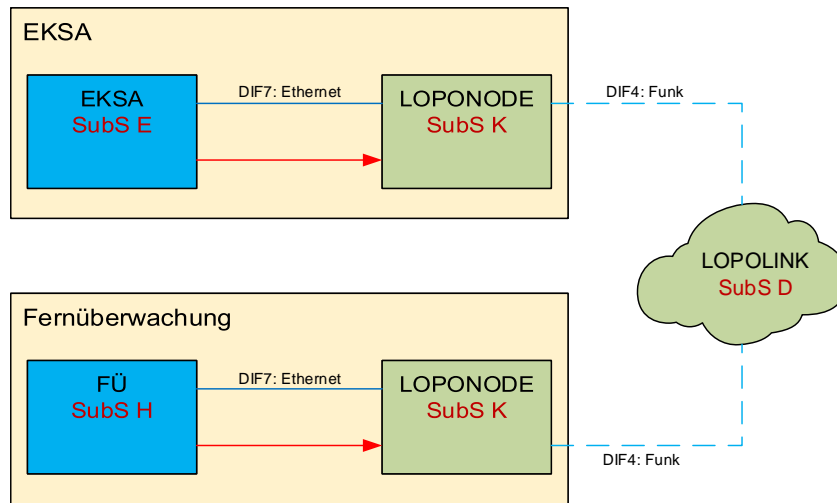 EKSA
EKSA
SubS E
DIF7: Ethernet
LOPONODE
SubS K
DIF4: Funk
LOPOLINK
SubS D
Fernüberwachung
FÜ
SubS H
DIF7: Ethernet
LOPONODE
SubS K
DIF4: Funk